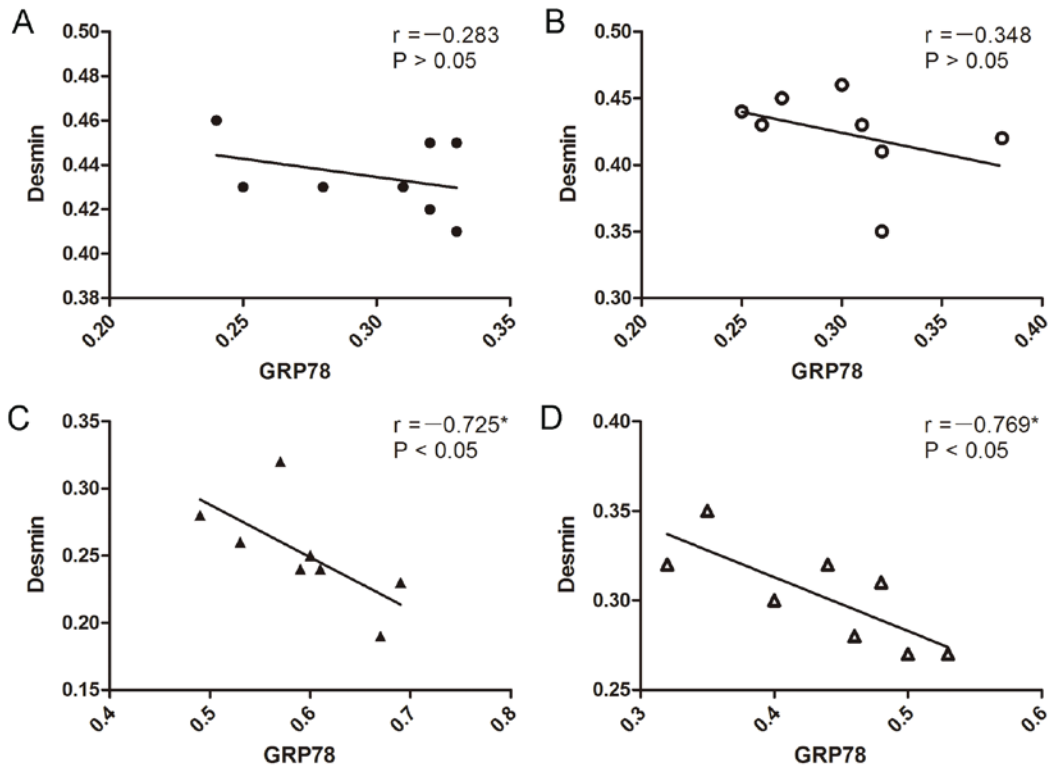 A
r = −0.283
P > 0.05
0.50
0.48
0.46
0.44
0.42
0.40
0.38
Desmin
0.20
0.25
0.30
0.35
GRP78
B
r = −0.348
P > 0.05
0.50
0.45
0.40
0.35
0.30
Desmin
0.20
0.25
0.30
0.35
0.40
GRP78
C
r = −0.725*
P < 0.05
0.35
0.30
0.25
0.20
0.15
Desmin
0.4
0.5
0.6
0.7
0.8
GRP78
D
r = −0.769*
P < 0.05
0.40
0.35
0.30
0.25
Desmin
0.3
0.4
0.5
0.6
GRP78